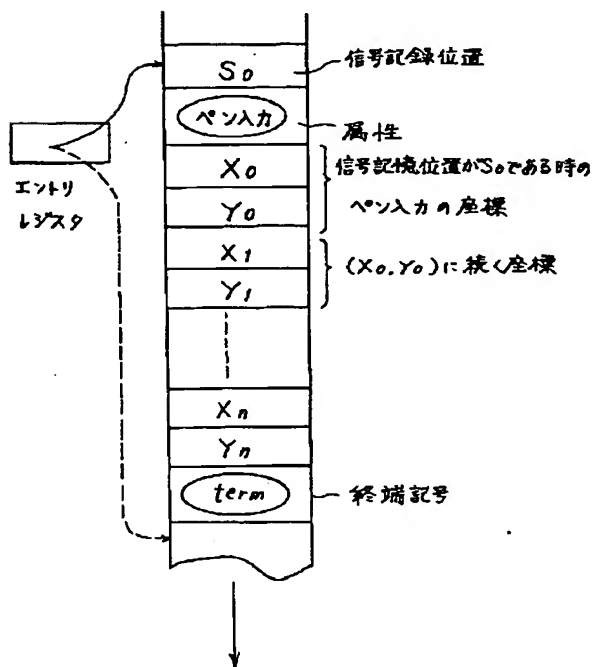 S0
信号記録位置
ペン入力
属性
エントリ
レジスタ
X0
信号記憶位置がS0である時の
Y0
ペン入力の座標
X1
(X0.Y0)に続く座標
Y1
Xn
Yn
term
終端記号